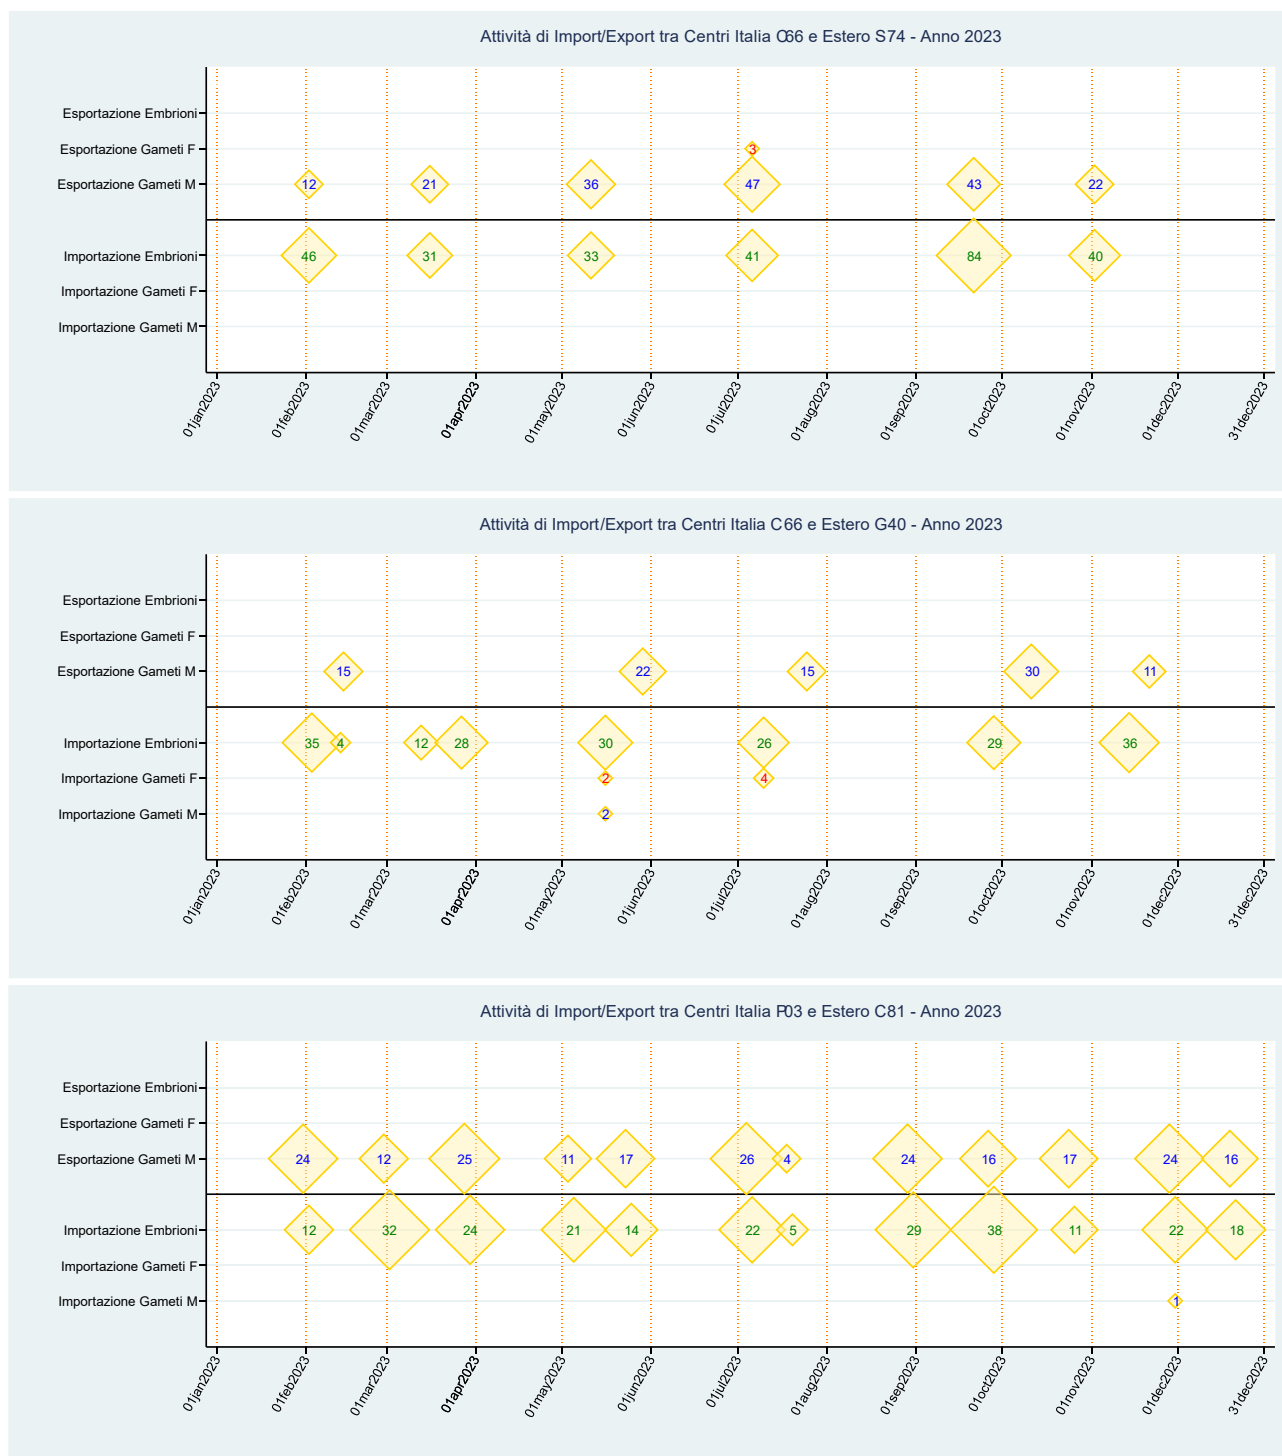 Attività di Import/Export tra Centri Italia C66 e Estero S74 - Anno 2023
Esportazione Embrioni
Esportazione Gameti F
3
Esportazione Gameti M
12 21 36 47 43 22
Importazione Embrioni
46 31 33 41 84 40
Importazione Gameti F
Importazione Gameti M
01jan2023 01feb2023 01mar2023 01apr2023 01may2023 01jun2023 01jul2023 01aug2023 01sep2023 01oct2023 01nov2023 01dec2023 31dec2023
Attività di Import/Export tra Centri Italia C66 e Estero G40 - Anno 2023
Esportazione Embrioni
Esportazione Gameti F
Esportazione Gameti M
15 22 15 30 11
Importazione Embrioni
35 4 12 28 30 26 29 36
Importazione Gameti F
2 4
Importazione Gameti M
2
01jan2023 01feb2023 01mar2023 01apr2023 01may2023 01jun2023 01jul2023 01aug2023 01sep2023 01oct2023 01nov2023 01dec2023 31dec2023
Attività di Import/Export tra Centri Italia P03 e Estero C81 - Anno 2023
Esportazione Embrioni
Esportazione Gameti F
Esportazione Gameti M
24 12 25 11 17 26 4 24 16 17 24 16
Importazione Embrioni
12 32 24 21 14 22 5 29 38 11 22 18
Importazione Gameti F
Importazione Gameti M
1
01jan2023 01feb2023 01mar2023 01apr2023 01may2023 01jun2023 01jul2023 01aug2023 01sep2023 01oct2023 01nov2023 01dec2023 31dec2023